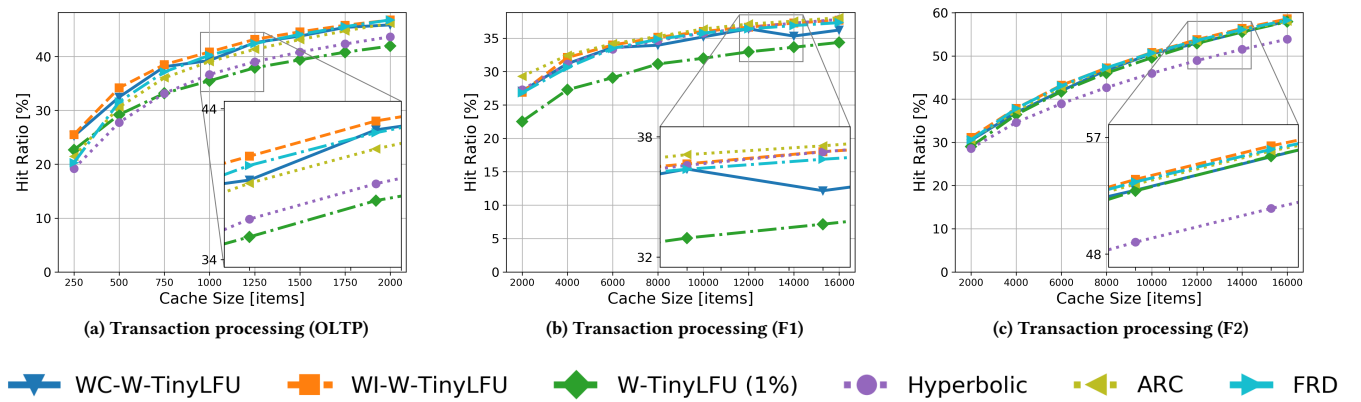 Hit Ratio [%]
40
30
20
10
0
44
34
250 500 750 1000 1250 1500 1750 2000
Cache Size [items]
(a) Transaction processing (OLTP)
Hit Ratio [%]
35
30
25
20
15
10
5
0
38
32
2000 4000 6000 8000 10000 12000 14000 16000
Cache Size [items]
(b) Transaction processing (F1)
Hit Ratio [%]
60
50
40
30
20
10
0
57
48
2000 4000 6000 8000 10000 12000 14000 16000
Cache Size [items]
(c) Transaction processing (F2)
WC-W-TinyLFU WI-W-TinyLFU W-TinyLFU (1%) Hyperbolic ARC FRD